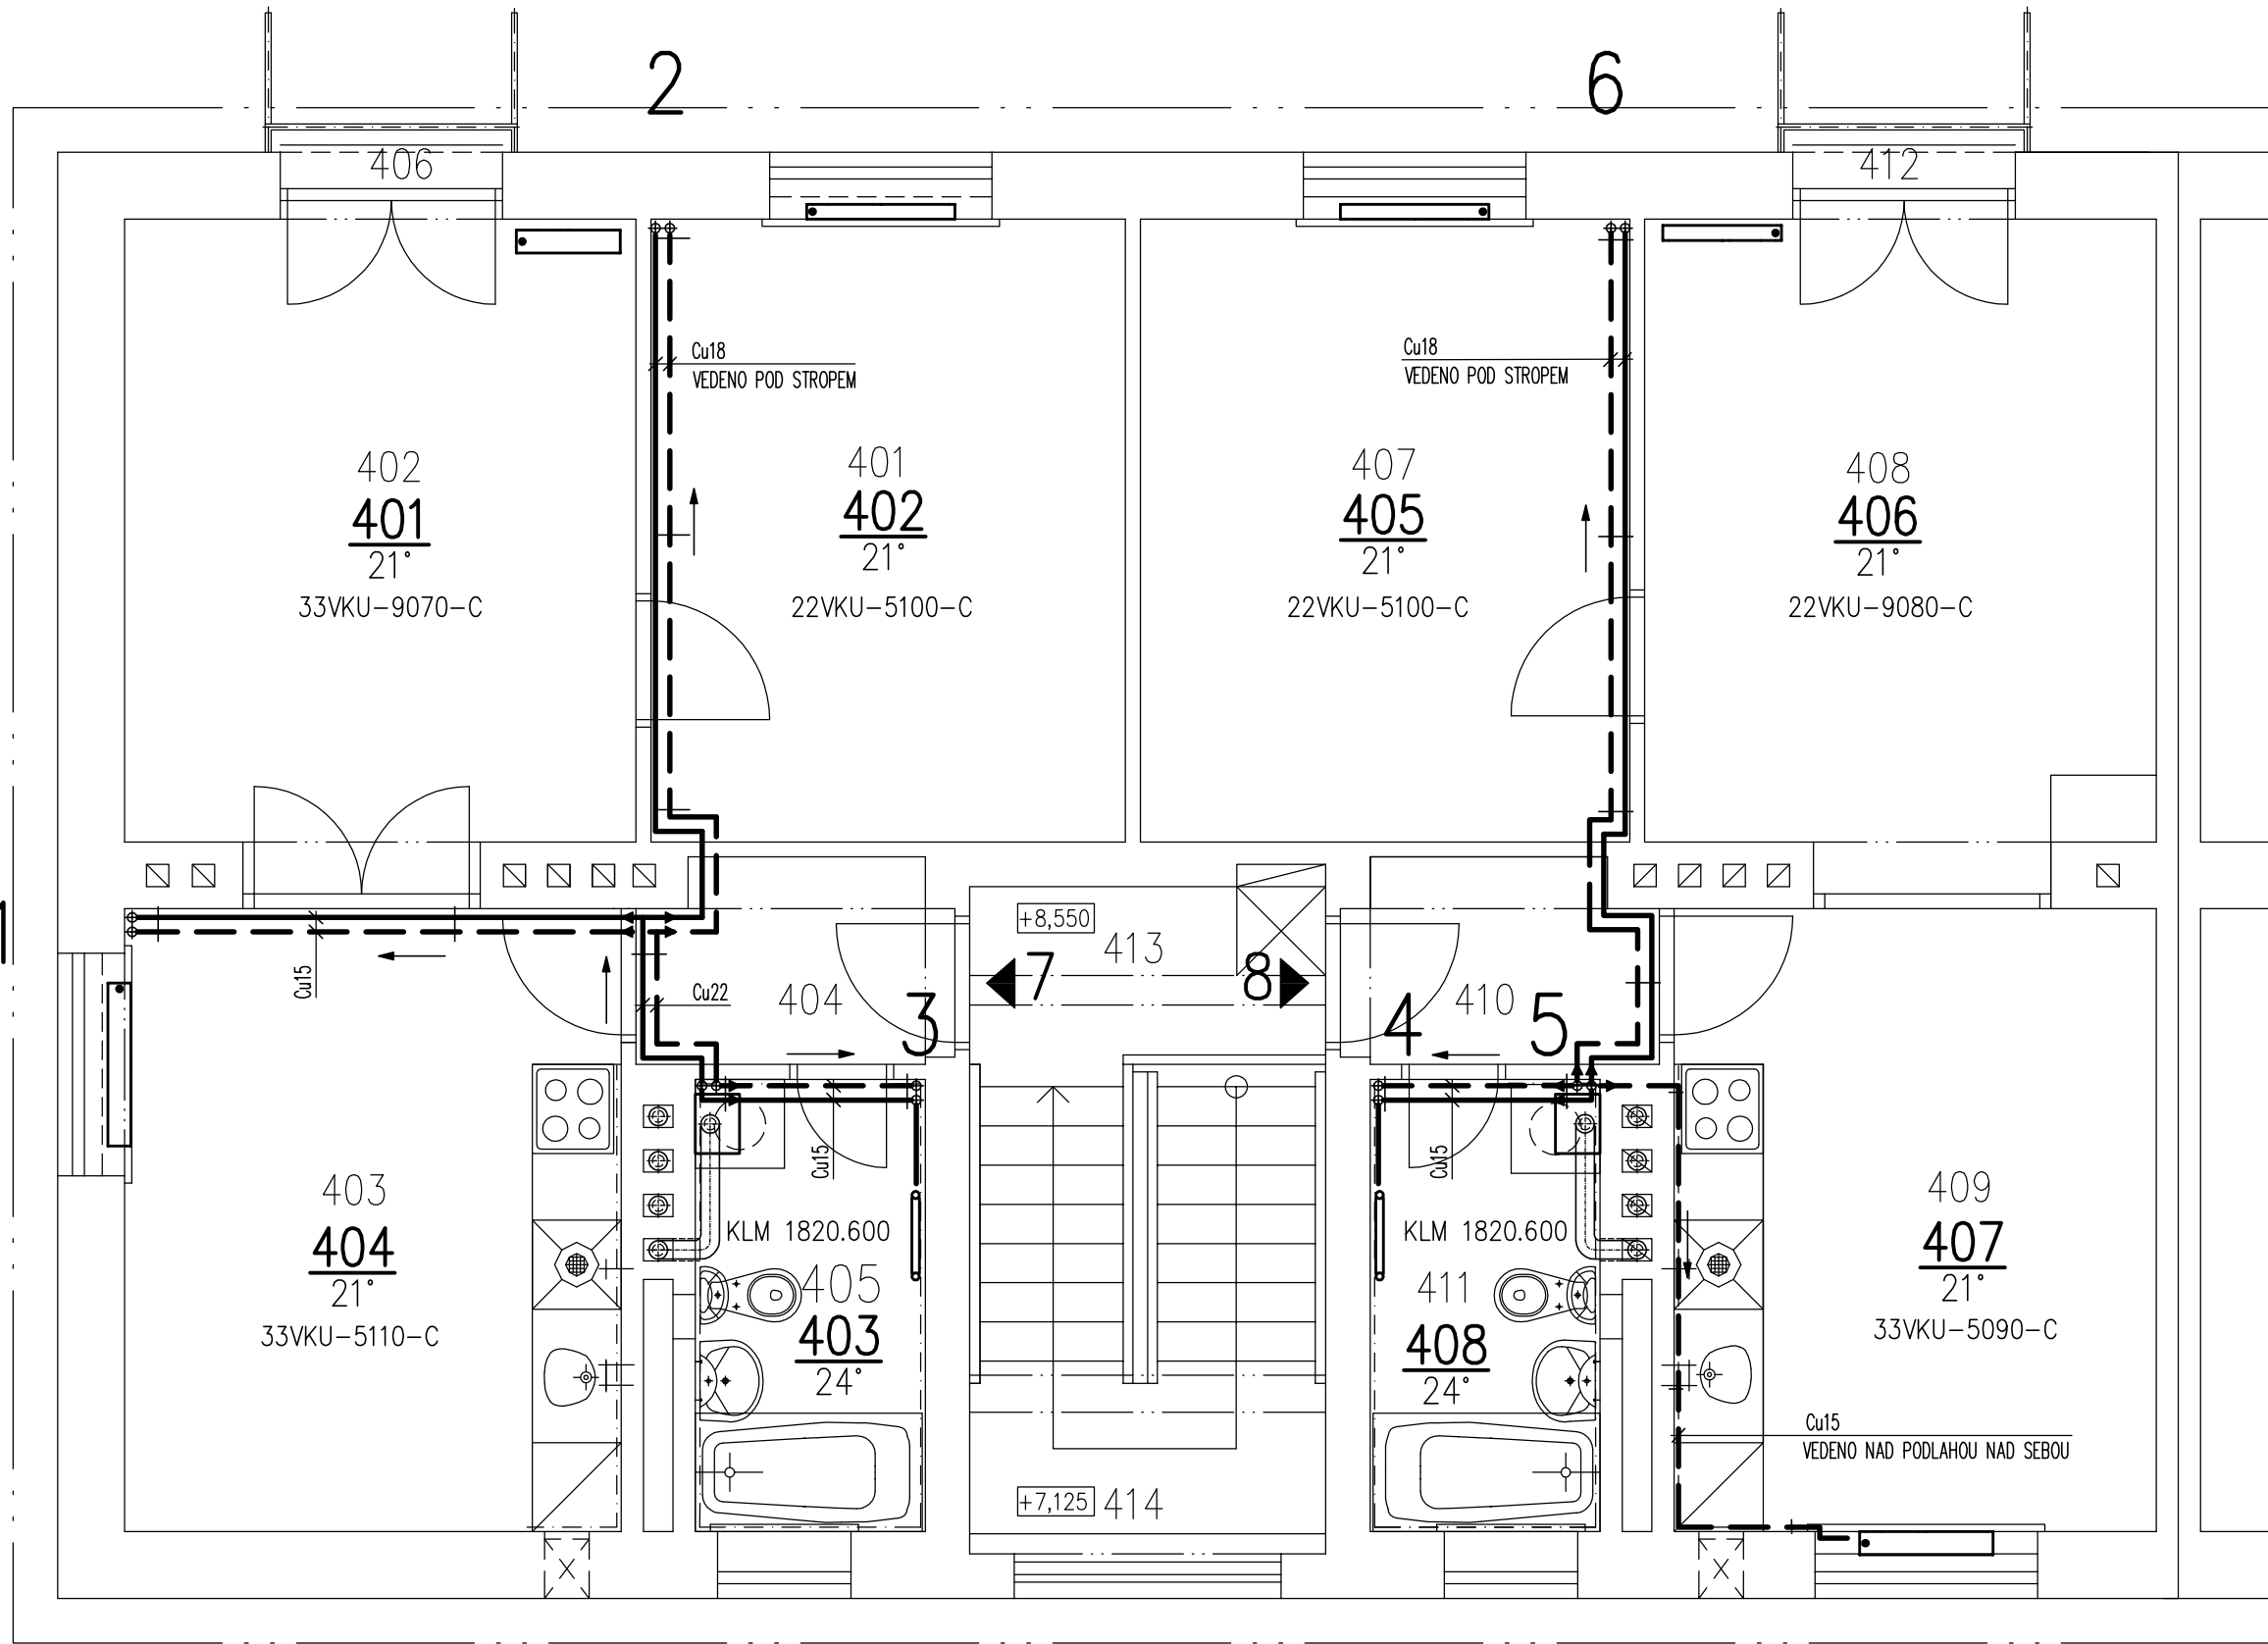 2
6
406
412
Cu18
VEDENO POD STROPEM
Cu18
VEDENO POD STROPEM
402
401
21°
33VKU-9070-C
401
402
21°
22VKU-5100-C
407
405
21°
22VKU-5100-C
408
406
21°
22VKU-9080-C
1
Cu15
Cu22
404
3
+8,550
413
7
8
4
410
5
Cu15
Cu15
403
404
21°
33VKU-5110-C
KLM 1820.600
405
403
24°
KLM 1820.600
411
408
24°
409
407
21°
33VKU-5090-C
Cu15
VEDENO NAD PODLAHOU NAD SEBOU
+7,125
414